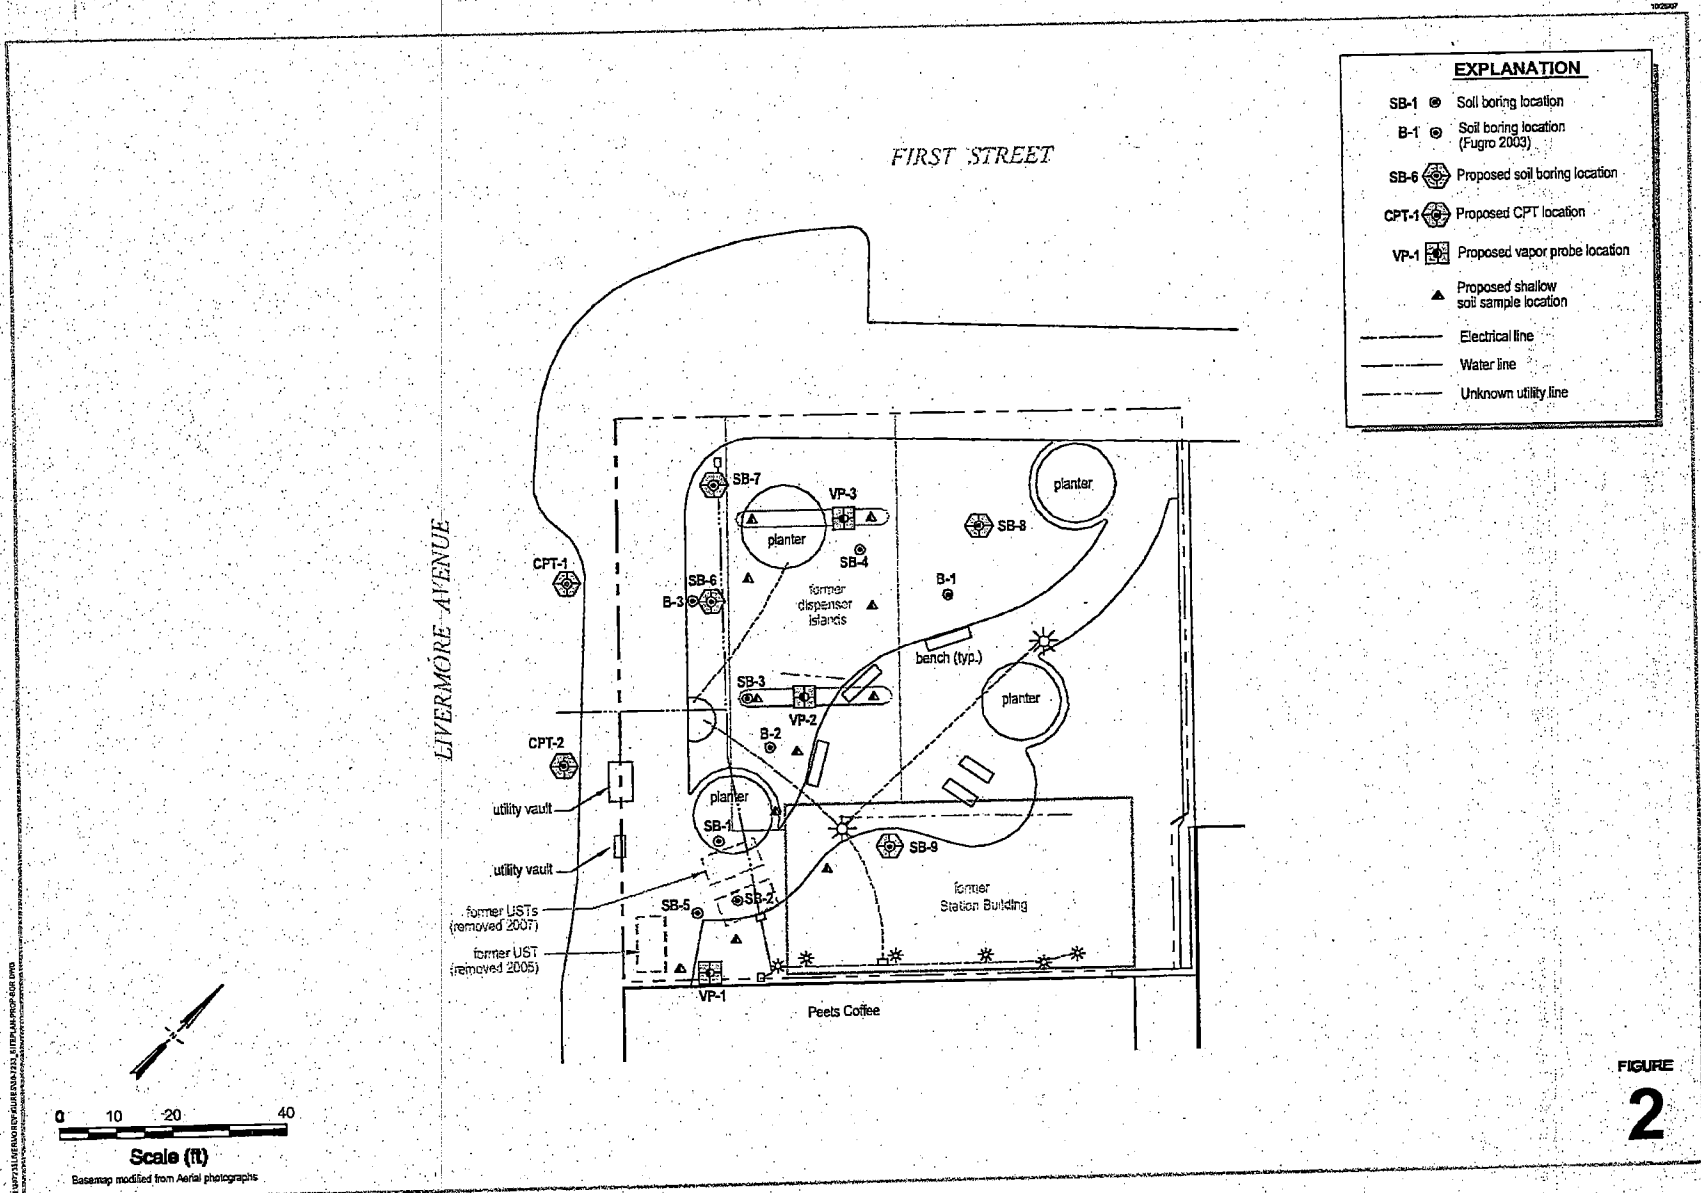 EXPLANATION
SB-1 Soil boring location
B-1 Soil boring location
(Fugro 2003)
SB-6 Proposed soil boring location
CPT-1 Proposed CPT location
VP-1 Proposed vapor probe location
Proposed shallow
soil sample location
Electrical line
Water line
Unknown utility line
FIRST STREET
LIVERMORE AVENUE
SB-7
VP-3
planter
planter
SB-8
SB-4
CPT-1
SB-6
B-3
B-1
former
dispenser
islands
bench (typ.)
SB-3
VP-2
planter
B-2
CPT-2
utility vault
planter
SB-1
SB-9
utility vault
former USTs
(removed 2007)
SB-5
SB-2
former
Station Building
former UST
(removed 2005)
VP-1
Peets Coffee
0 10 20 40
Scale (ft)
Basemap modified from Aerial photographs
FIGURE
2